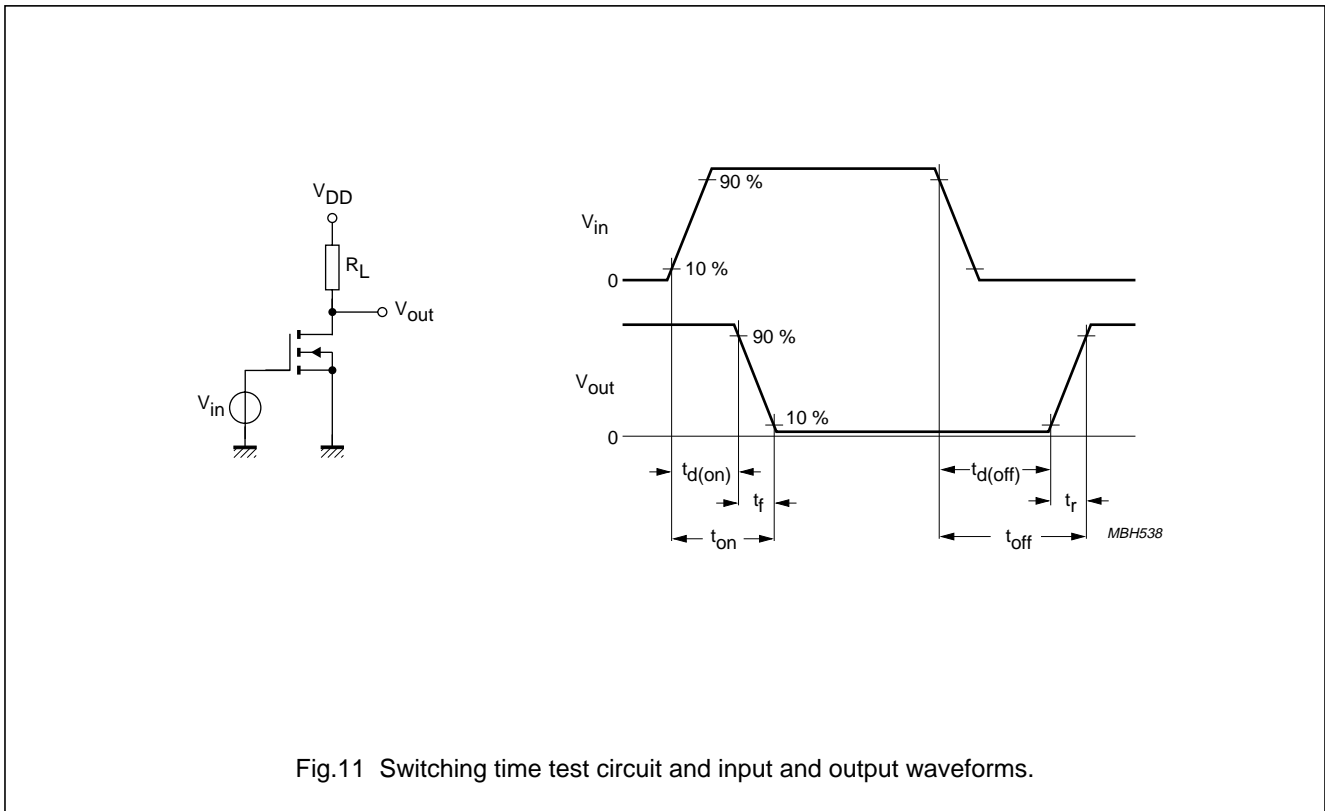 VDD
RL
Vout
Vin
Vin
90 %
10 %
0
90 %
Vout
10 %
0
td(on)
td(off)
tf
tr
ton
toff
MBH538
Fig.11 Switching time test circuit and input and output waveforms.